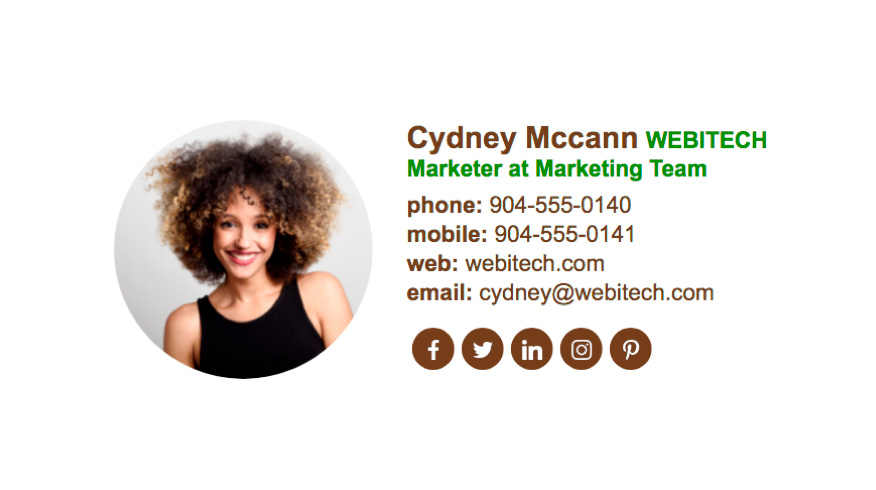 Cydney Mccann WEBITECH
Marketer at Marketing Team
phone: 904-555-0140
mobile: 904-555-0141
web: webitech.com
email: cydney@webitech.com